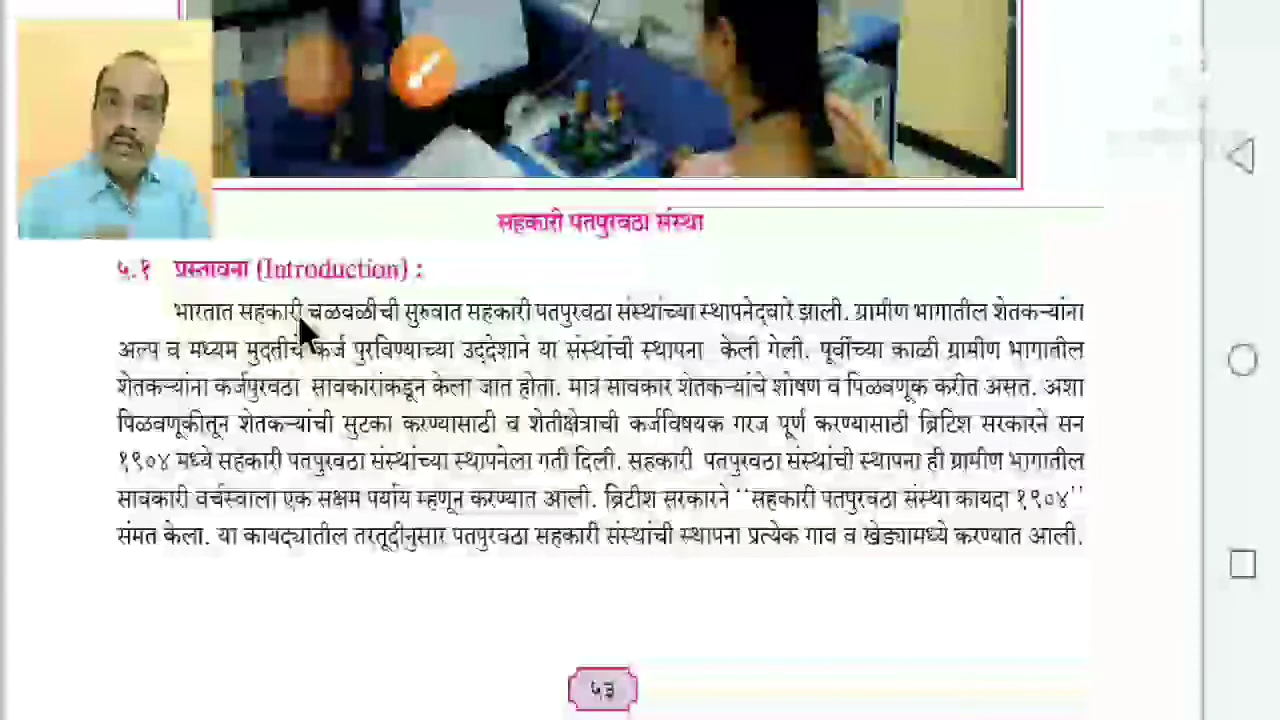 सहकारी पतपुरवठा संस्था
५.१ प्रस्तावना (Introduction) :
भारतात सहकारी चळवळीची सुरुवात सहकारी पतपुरवठा संस्थांच्या स्थापनेद्वारे झाली. ग्रामीण भागातील शेतकऱ्यांना
अल्प व मध्यम मुदतीचे कर्ज पुरविण्याच्या उद्देशाने या संस्थांची स्थापना केली गेली. पूर्वीच्या काळी ग्रामीण भागातील
शेतकऱ्यांना कर्जपुरवठा सावकारांकडून केला जात होता. मात्र सावकार शेतकऱ्यांचे शोषण व पिळवणूक करीत असत. अशा
पिळवणूकीतून शेतकऱ्यांची सुटका करण्यासाठी व शेतीक्षेत्राची कर्जविषयक गरज पूर्ण करण्यासाठी ब्रिटिश सरकारने सन
१९०४ मध्ये सहकारी पतपुरवठा संस्थांच्या स्थापनेला गती दिली. सहकारी पतपुरवठा संस्थांची स्थापना ही ग्रामीण भागातील
सावकारी वर्चस्वाला एक सक्षम पर्याय म्हणून करण्यात आली. ब्रिटीश सरकारने ‘‘सहकारी पतपुरवठा संस्था कायदा १९०४’’
संमत केला. या कायद्यातील तरतूदीनुसार पतपुरवठा सहकारी संस्थांची स्थापना प्रत्येक गाव व खेड्यामध्ये करण्यात आली.
५३